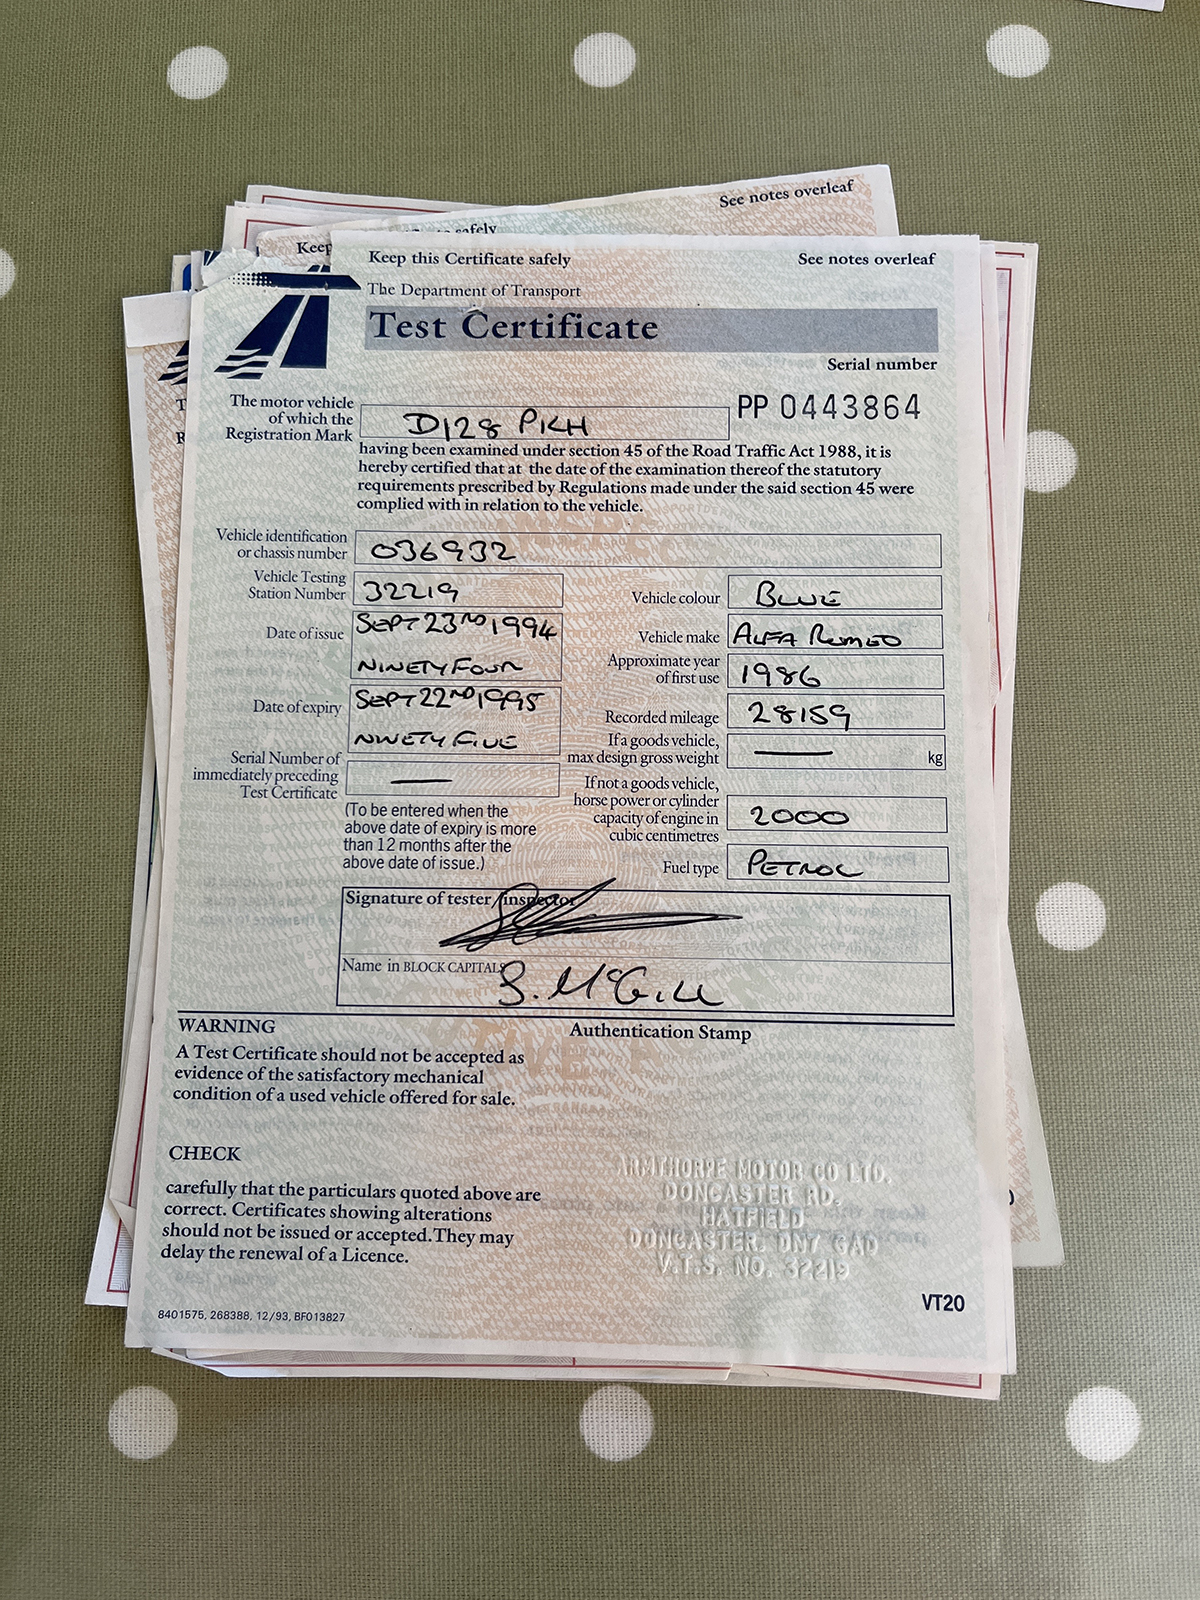 See notes overleaf
safely
Keep
Keep this Certificate safely
See notes overleaf
The Department of Transport
Test Certificate
Serial number
PP 0443864
The motor vehicle
of which the
Registration Mark
D128 PKH
having been examined under section 45 of the Road Traffic Act 1988, it is
hereby certified that at the date of the examination thereof the statutory
requirements prescribed by Regulations made under the said section 45 were
complied with in relation to the vehicle.
Vehicle identification
or chassis number
036932
Vehicle Testing
Station Number
32219
Date of issue
SEPT 23RD 1994
NINETY FOUR
Date of expiry
SEPT 22ND 1995
NINETY FIVE
Serial Number of
immediately preceding
Test Certificate
—
(To be entered when the
above date of expiry is more
than 12 months after the
above date of issue.)
Vehicle colour
BLUE
Vehicle make
ALFA ROMEO
Approximate year
of first use
1986
Recorded mileage
28159
If a goods vehicle,
max design gross weight
— kg
If not a goods vehicle,
horse power or cylinder
capacity of engine in
cubic centimetres
2000
Fuel type
PETROL
Signature of tester/inspector
Name in BLOCK CAPITALS
S. McGill
WARNING
A Test Certificate should not be accepted as
evidence of the satisfactory mechanical
condition of a used vehicle offered for sale.
Authentication Stamp
CHECK
carefully that the particulars quoted above are
correct. Certificates showing alterations
should not be issued or accepted. They may
delay the renewal of a Licence.
ARMTHORPE MOTOR CO LTD.
DONCASTER RD.
HATFIELD
DONCASTER. DN7 6AD
V.T.S. NO. 32219
8401575, 268388, 12/93, BF013827
VT20